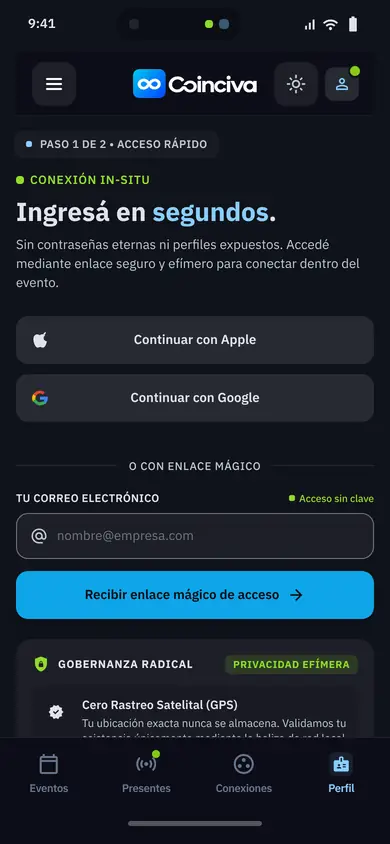 9:41
Coinciva
PASO 1 DE 2 • ACCESO RÁPIDO
CONEXIÓN IN-SITU
Ingresá en segundos.
Sin contraseñas eternas ni perfiles expuestos. Accedé
mediante enlace seguro y efímero para conectar dentro del
evento.
Continuar con Apple
Continuar con Google
O CON ENLACE MÁGICO
TU CORREO ELECTRÓNICO
Acceso sin clave
nombre@empresa.com
Recibir enlace mágico de acceso →
GOBERNANZA RADICAL
PRIVACIDAD EFÍMERA
Cero Rastreo Satelital (GPS)
Tu ubicación exacta nunca se almacena. Validamos tu
Eventos
Presentes
Conexiones
Perfil